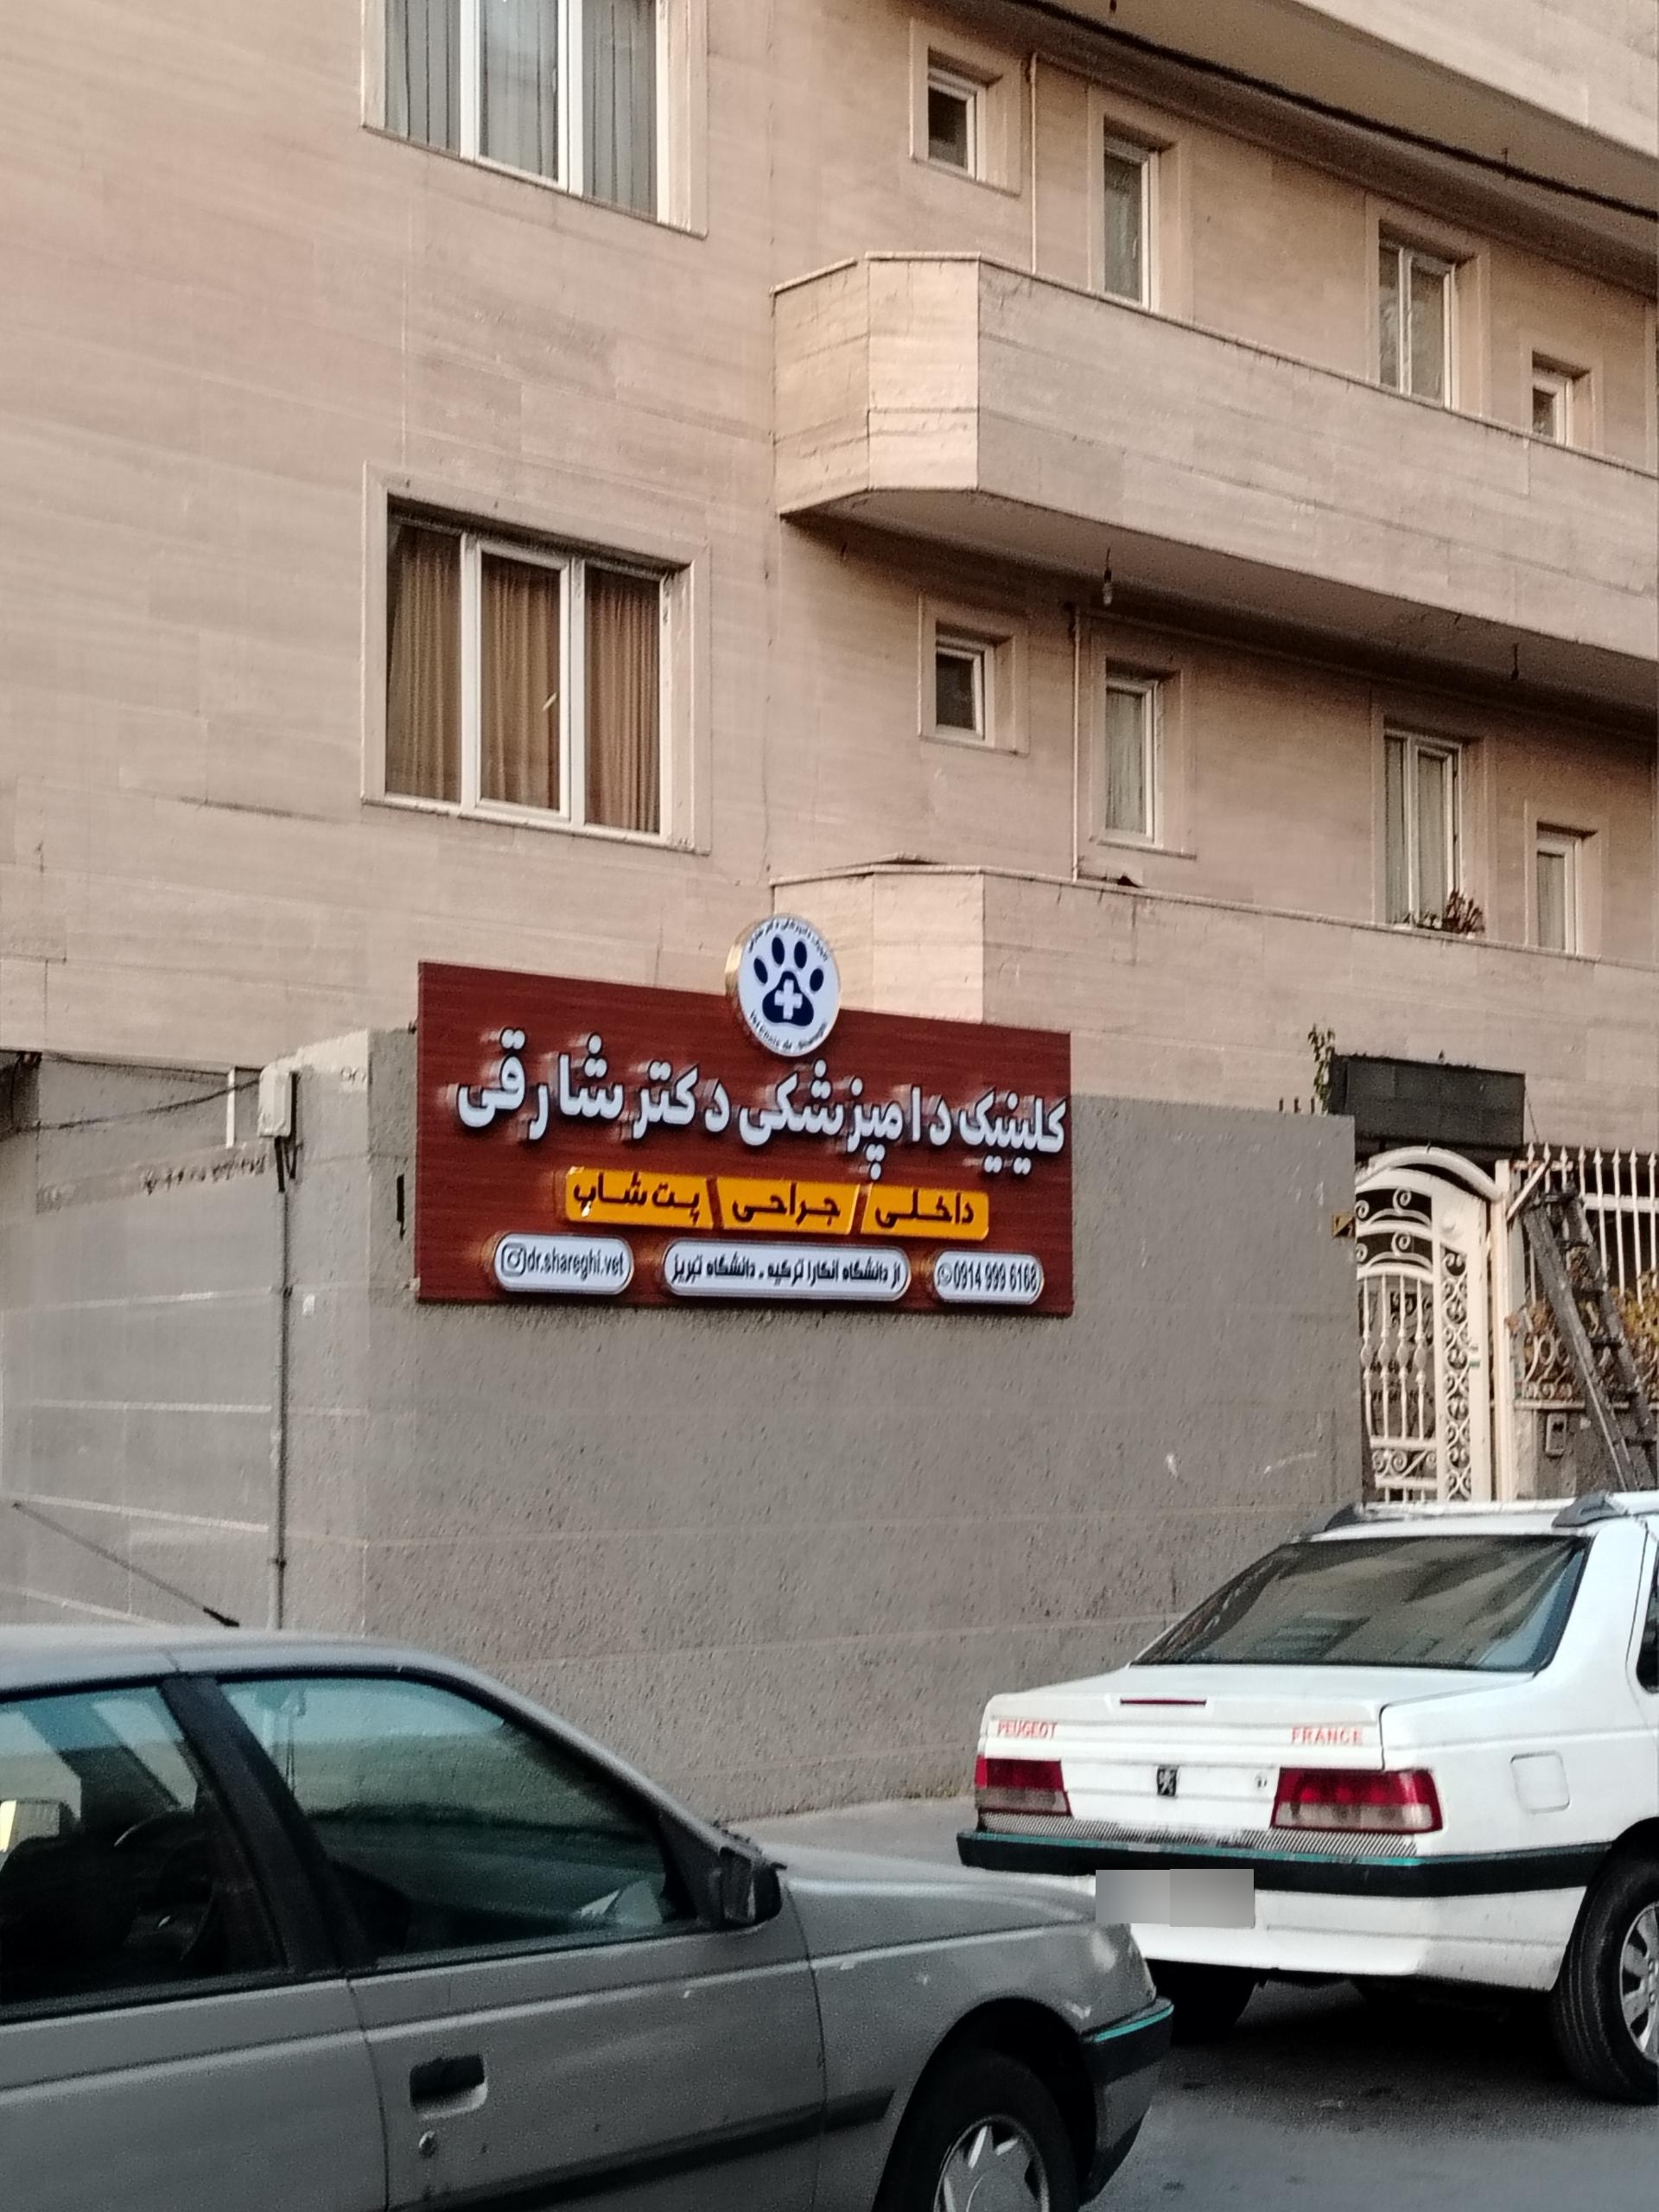 کلینیک دامپزشکی دکتر شارقی
داخلی / جراحی \ پت شاپ
0914 999 6168
از دانشگاه آنکارا ترکیه - دانشگاه تبریز
dr.shareghi.vet
PEUGEOT FRANCE